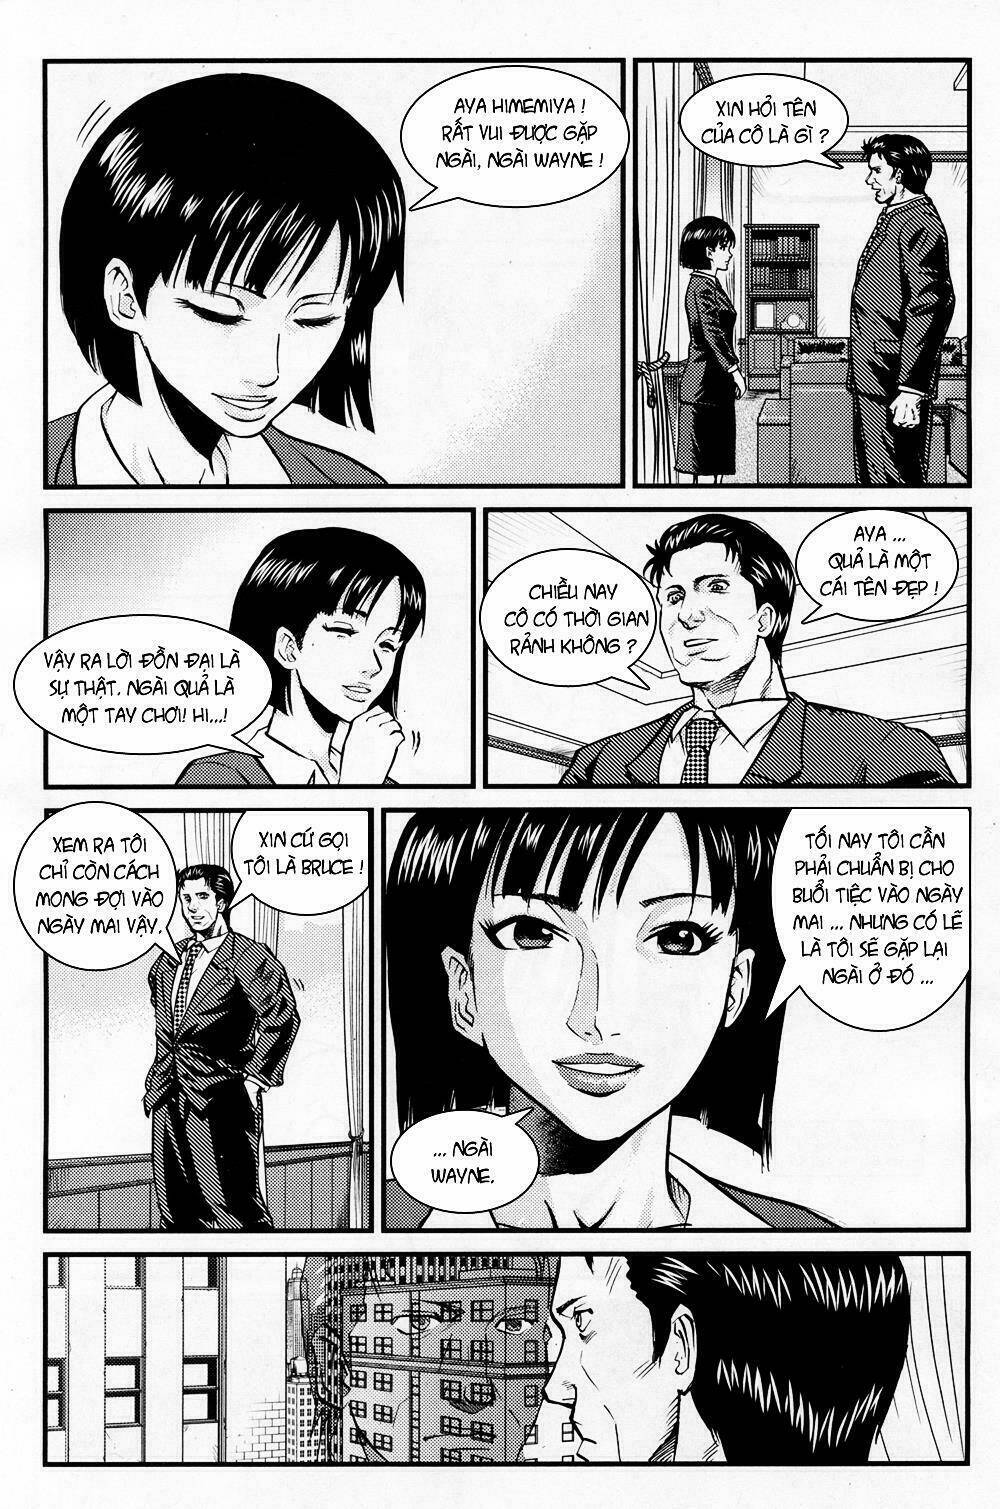 XIN HỎI TÊN
CỦA CÔ LÀ GÌ ?
AYA HIMEMIYA !
RẤT VUI ĐƯỢC GẶP
NGÀI, NGÀI WAYNE !
AYA ...
QUẢ LÀ MỘT
CÁI TÊN ĐẸP !
CHIỀU NAY
CÔ CÓ THỜI GIAN
RẢNH KHÔNG ?
VẬY RA LỜI ĐỒN ĐẠI LÀ
SỰ THẬT. NGÀI QUẢ LÀ
MỘT TAY CHƠI! HI...!
TỐI NAY TÔI CẦN
PHẢI CHUẨN BỊ CHO
BUỔI TIỆC VÀO NGÀY
MAI ... NHƯNG CÓ LẼ
LÀ TÔI SẼ GẶP LẠI
NGÀI Ở ĐÓ ...
... NGÀI
WAYNE.
XIN CỨ GỌI
TÔI LÀ BRUCE !
XEM RA TÔI
CHỈ CÒN CÁCH
MONG ĐỢI VÀO
NGÀY MAI VẬY.